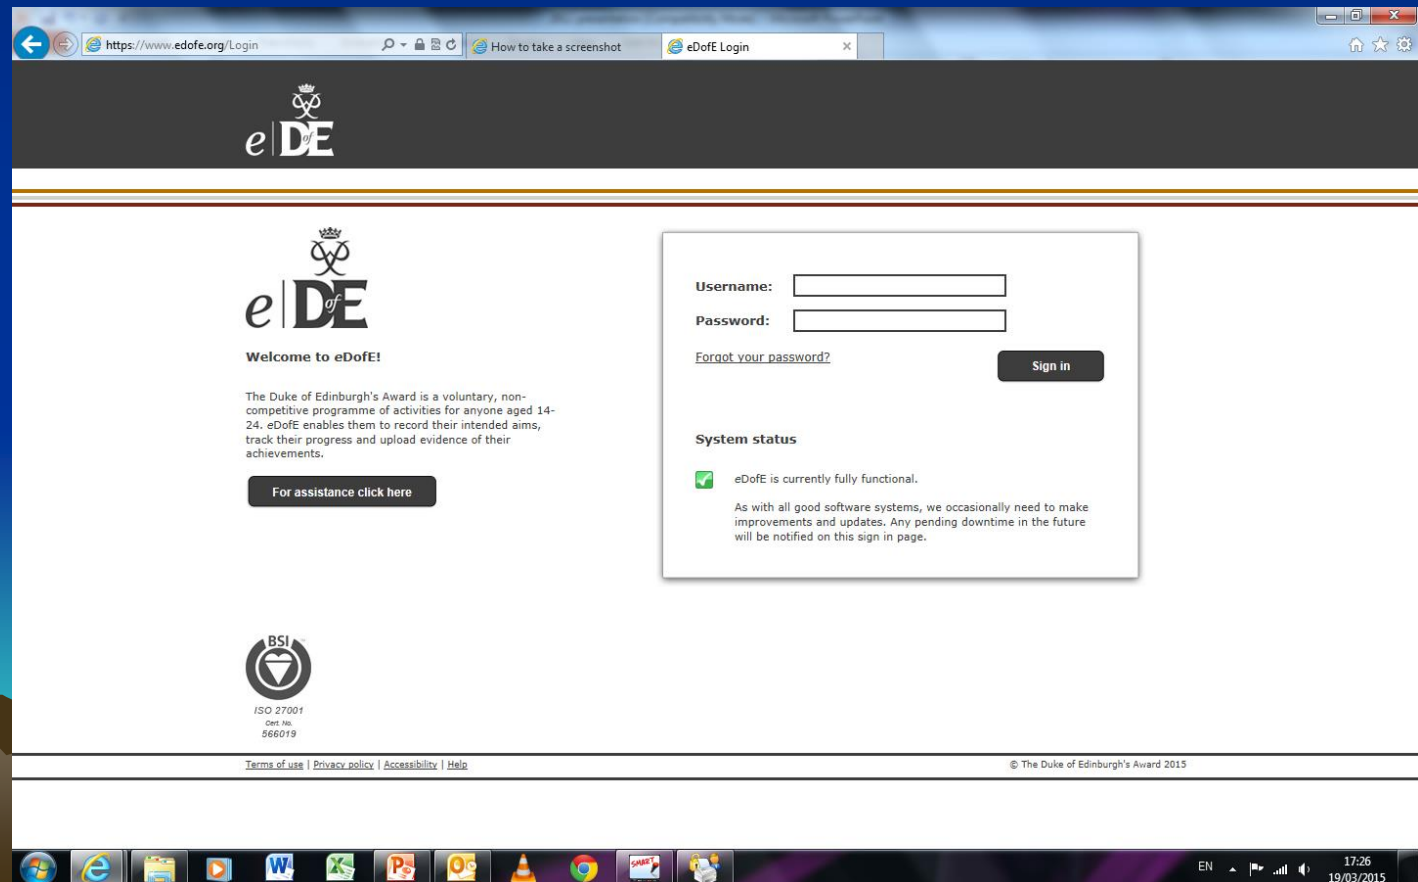 https://www.edofe.org/Login
How to take a screenshot
eDofE Login
e DofE
e DofE
Welcome to eDofE!
The Duke of Edinburgh's Award is a voluntary, non-
competitive programme of activities for anyone aged 14-
24. eDofE enables them to record their intended aims,
track their progress and upload evidence of their
achievements.
For assistance click here
Username:
Password:
Forgot your password?
Sign in
System status
eDofE is currently fully functional.
As with all good software systems, we occasionally need to make
improvements and updates. Any pending downtime in the future
will be notified on this sign in page.
BSI
ISO 27001
Cert. No.
566019
Terms of use | Privacy policy | Accessibility | Help
© The Duke of Edinburgh's Award 2015
SMART
EN
17:26
19/03/2015